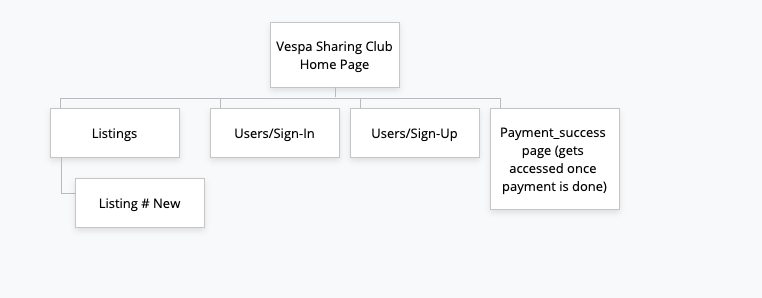 Vespa Sharing Club
Home Page
Listings
Users/Sign-In
Users/Sign-Up
Payment_success
page (gets
accessed once
payment is done)
Listing # New